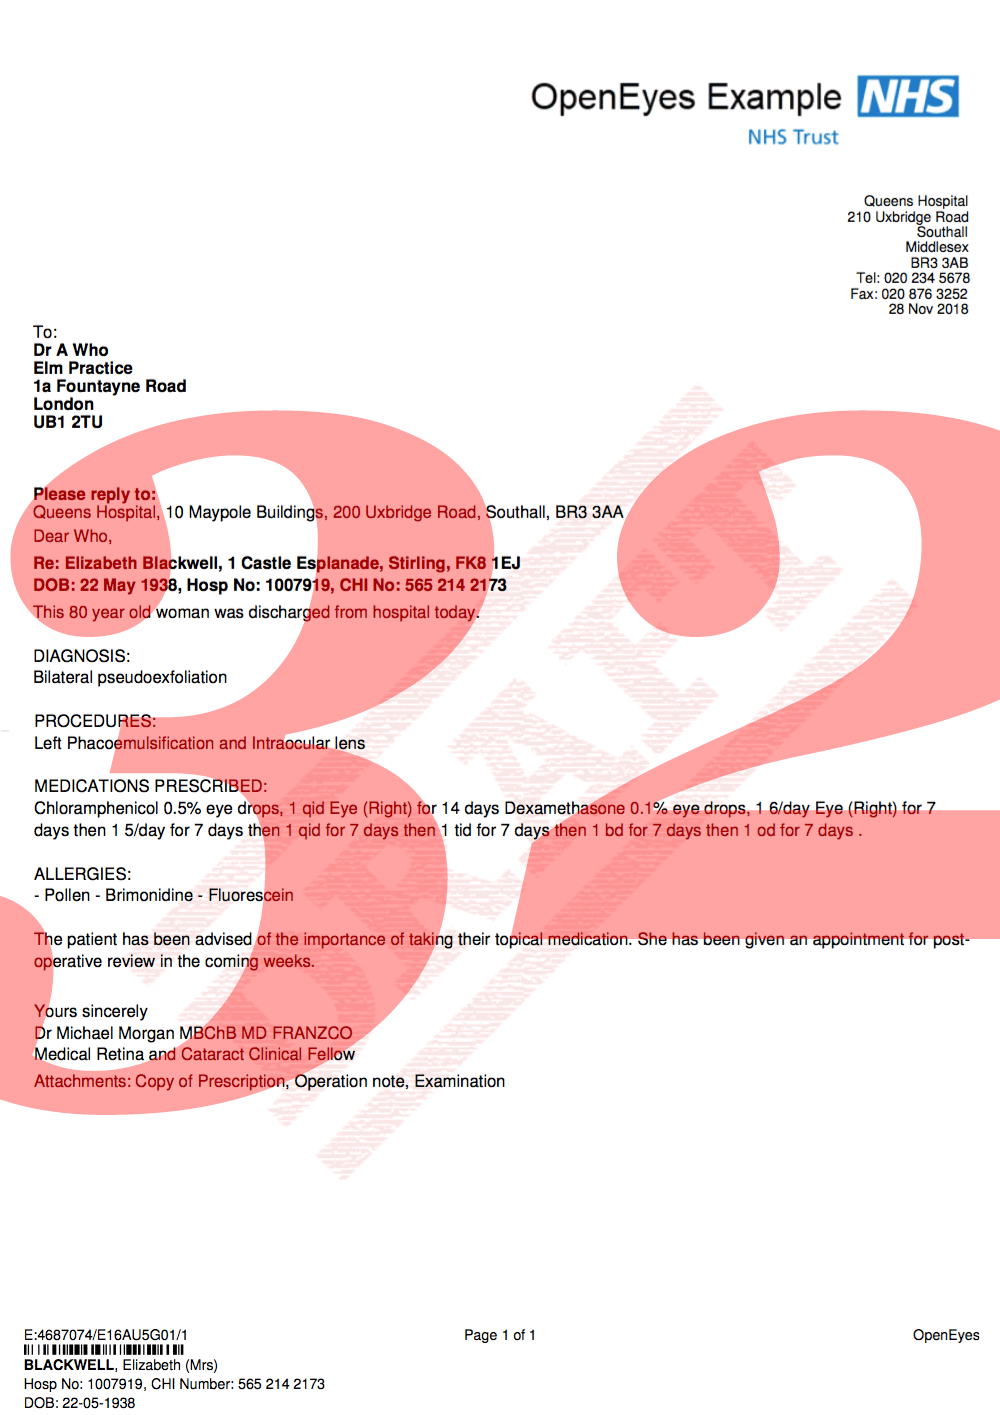 OpenEyes Example NHS
NHS Trust
Queens Hospital
210 Uxbridge Road
Southall
Middlesex
BR3 3AB
Tel: 020 234 5678
Fax: 020 876 3252
28 Nov 2018
To:
Dr A Who
Elm Practice
1a Fountayne Road
London
UB1 2TU
32
DRAFT
Please reply to:
Queens Hospital, 10 Maypole Buildings, 200 Uxbridge Road, Southall, BR3 3AA
Dear Who,
Re: Elizabeth Blackwell, 1 Castle Esplanade, Stirling, FK8 1EJ
DOB: 22 May 1938, Hosp No: 1007919, CHI No: 565 214 2173
This 80 year old woman was discharged from hospital today.
DIAGNOSIS:
Bilateral pseudoexfoliation
PROCEDURES:
Left Phacoemulsification and Intraocular lens
MEDICATIONS PRESCRIBED:
Chloramphenicol 0.5% eye drops, 1 qid Eye (Right) for 14 days Dexamethasone 0.1% eye drops, 1 6/day Eye (Right) for 7
days then 1 5/day for 7 days then 1 qid for 7 days then 1 tid for 7 days then 1 bd for 7 days then 1 od for 7 days .
ALLERGIES:
- Pollen - Brimonidine - Fluorescein
The patient has been advised of the importance of taking their topical medication. She has been given an appointment for post-
operative review in the coming weeks.
Yours sincerely
Dr Michael Morgan MBChB MD FRANZCO
Medical Retina and Cataract Clinical Fellow
Attachments: Copy of Prescription, Operation note, Examination
E:4687074/E16AU5G01/1
Page 1 of 1
OpenEyes
BLACKWELL, Elizabeth (Mrs)
Hosp No: 1007919, CHI Number: 565 214 2173
DOB: 22-05-1938